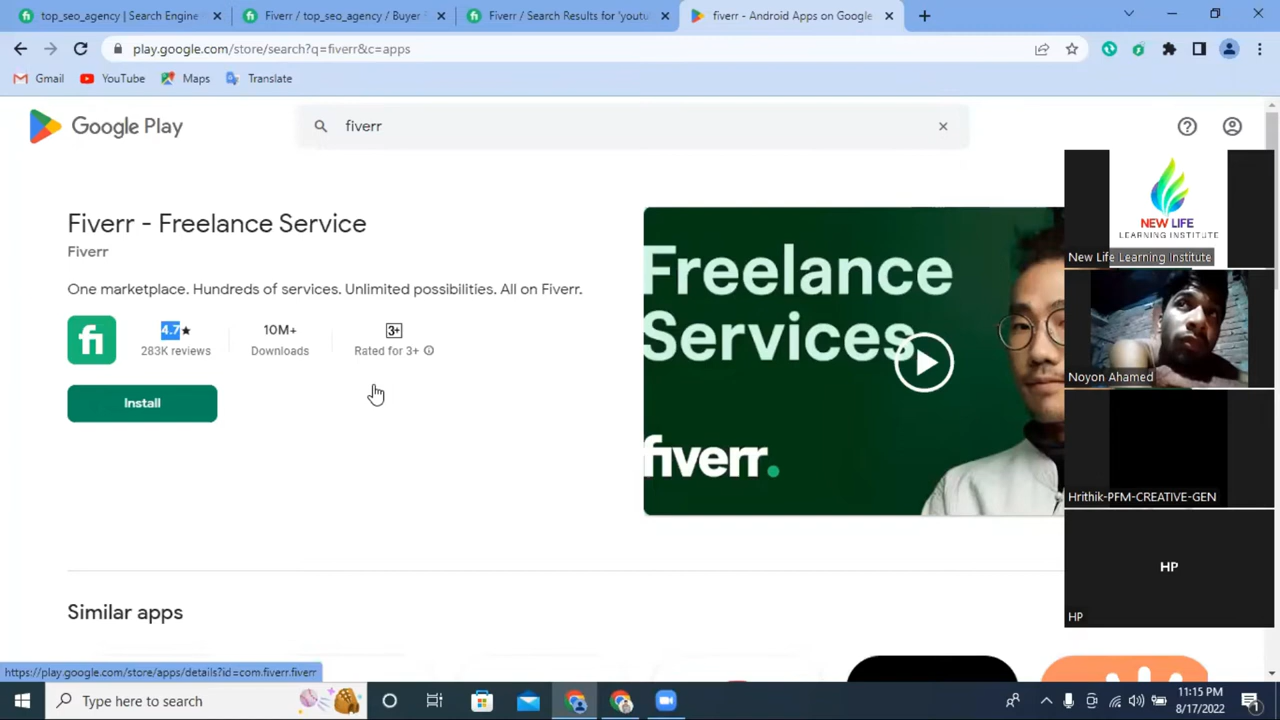 top_seo_agency | Search Engine
Fiverr / top_seo_agency / Buyer
Fiverr / Search Results for 'youtu
fiverr - Android Apps on Google
play.google.com/store/search?q=fiverr&c=apps
Gmail
YouTube
Maps
Translate
Google Play
fiverr
Fiverr - Freelance Service
Fiverr
One marketplace. Hundreds of services. Unlimited possibilities. All on Fiverr.
fi
4.7★
283K reviews
10M+
Downloads
3+
Rated for 3+
Install
Freelance
Services
fiverr.
NEW LIFE
LEARNING INSTITUTE
New Life Learning Institute
Noyon Ahamed
Hrithik-PFM-CREATIVE-GEN
HP
HP
Similar apps
https://play.google.com/store/apps/details?id=com.fiverr.fiverr
Type here to search
11:15 PM
8/17/2022
1